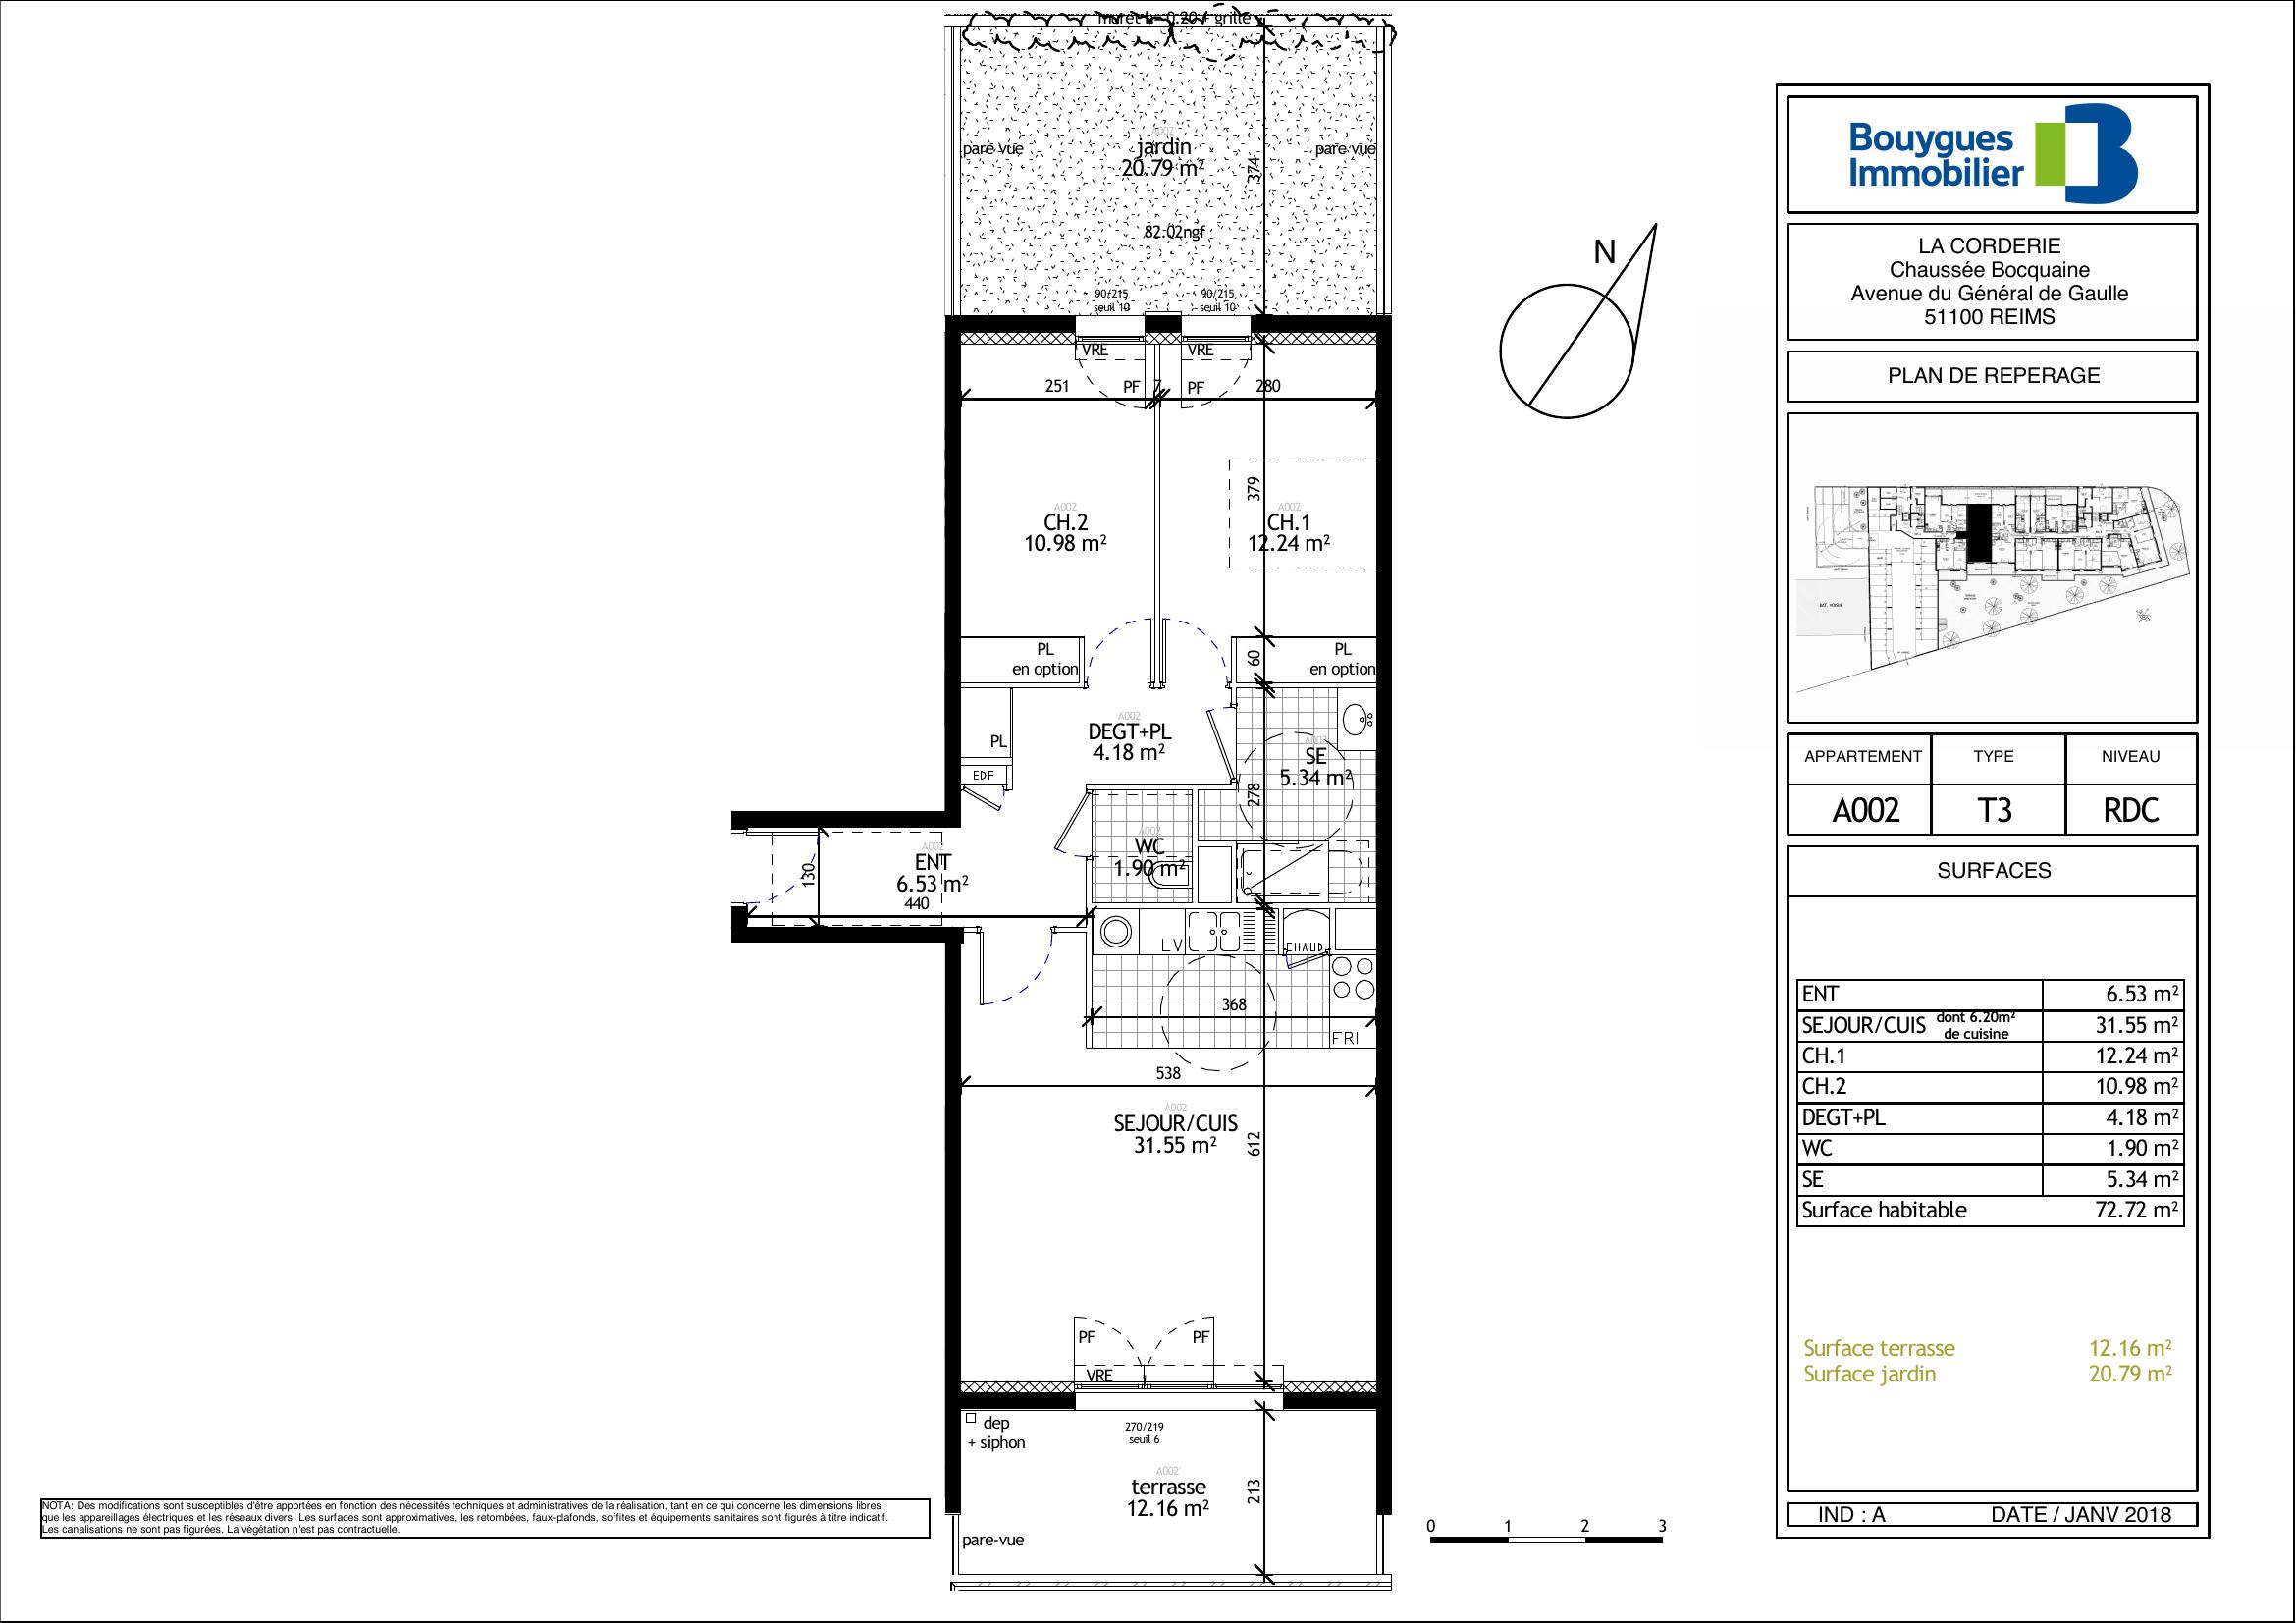 muret h= 0.20 + grille
A002
jardin
20.79 m²
pare vue
pare vue
374
82.02ngf
90/215
seuil 10
90/215
seuil 10
VRE
VRE
251
PF
7
PF
280
379
A002
CH.2
10.98 m²
A002
CH.1
12.24 m²
PL
en option
60
PL
en option
A002
DEGT+PL
4.18 m²
PL
EDF
A002
SE
5.34 m²
278
A002
WC
1.90 m²
A002
ENT
6.53 m²
130
440
LV
CHAUD
368
FRI
538
A002
SEJOUR/CUIS
31.55 m²
612
PF
PF
VRE
dep
+ siphon
270/219
seuil 6
A002
terrasse
12.16 m²
213
pare-vue
N
0 1 2 3
NOTA: Des modifications sont susceptibles d'être apportées en fonction des nécessités techniques et administratives de la réalisation, tant en ce qui concerne les dimensions libres
que les appareillages électriques et les réseaux divers. Les surfaces sont approximatives, les retombées, faux-plafonds, soffites et équipements sanitaires sont figurés à titre indicatif.
Les canalisations ne sont pas figurées. La végétation n'est pas contractuelle.
Bouygues
Immobilier
LA CORDERIE
Chaussée Bocquaine
Avenue du Général de Gaulle
51100 REIMS
PLAN DE REPERAGE
BAT. VOISIN
APPARTEMENT TYPE NIVEAU
A002 T3 RDC
SURFACES
ENT 6.53 m²
SEJOUR/CUIS dont 6.20m² de cuisine 31.55 m²
CH.1 12.24 m²
CH.2 10.98 m²
DEGT+PL 4.18 m²
WC 1.90 m²
SE 5.34 m²
Surface habitable 72.72 m²
Surface terrasse 12.16 m²
Surface jardin 20.79 m²
IND : A DATE / JANV 2018